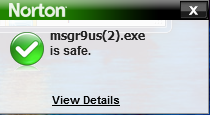 Norton
X
msgr9us(2).exe
is safe.
View Details